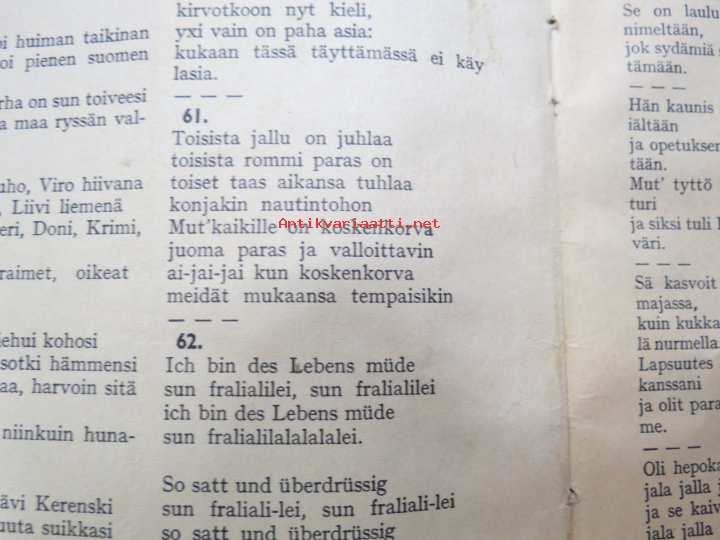 oi huiman taikinan
oi pienen suomen
rha on sun toiveesi
a maa ryssän val-
uho, Viro hiivana
, Liivi liemenä
eri, Doni, Krimi,
raimet, oikeat
iehui kohosi
sotki hämmensi
aa, harvoin sitä
niinkuin huna-
ävi Kerenski
uuta suikkasi
kirvotkoon nyt kieli,
yxi vain on paha asia:
kukaan tässä täyttämässä ei käy
lasia.
— — —
61.
Toisista jallu on juhlaa
toisista rommi paras on
toiset taas aikansa tuhlaa
konjakin nautintohon
Mut'kaikille on koskenkorva
juoma paras ja valloittavin
ai-jai-jai kun koskenkorva
meidät mukaansa tempaisikin
— — —
62.
Ich bin des Lebens müde
sun fralialilei, sun fralialilei
ich bin des Lebens müde
sun fralialilalalalalei.
So satt und überdrüssig
sun fraliali-lei, sun fraliali-lei
so satt und überdrüssig
Se on laulu
nimeltään,
jok sydämiä s
tämään.
— — —
Hän kaunis
iältään
ja opetuksen
tään.
Mut' tyttö
turi
ja siksi tuli
väri.
— — —
Sä kasvoit
majassa,
kuin kukka
lä nurmella
Lapsuutes
kanssani
ja olit para
me.
— — —
Oli hepoka
jala jalla j
ja se kaiv
jala jalla
Antikvariaatti.net